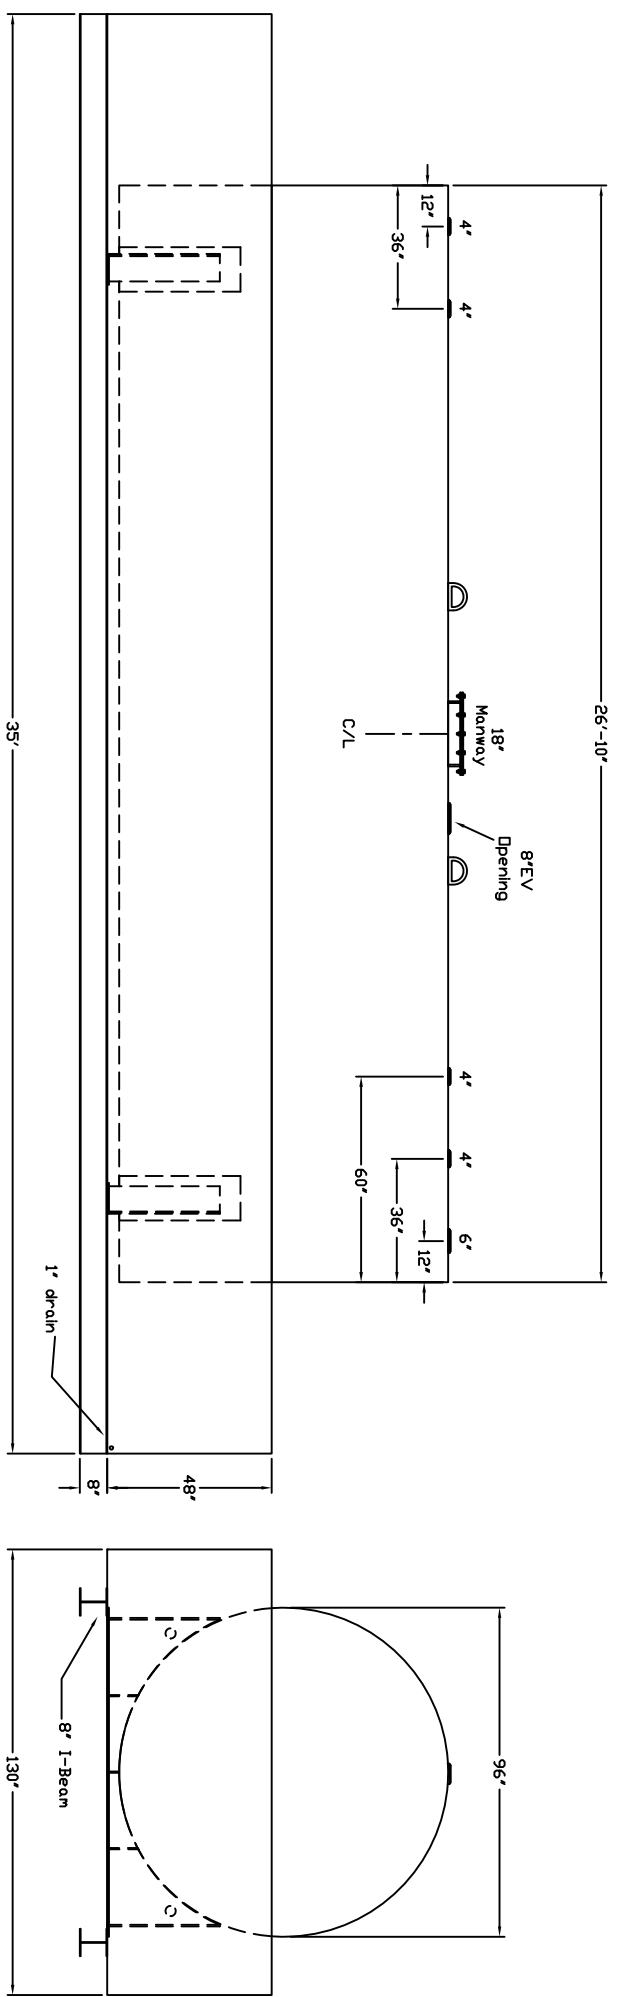 26'-10"
12"
4"
36"
4"
18"
Manway
C/L
8"EV
Opening
4"
60"
4"
36"
6"
12"
1" drain
35'
8"
48"
96"
8" I-Beam
130"